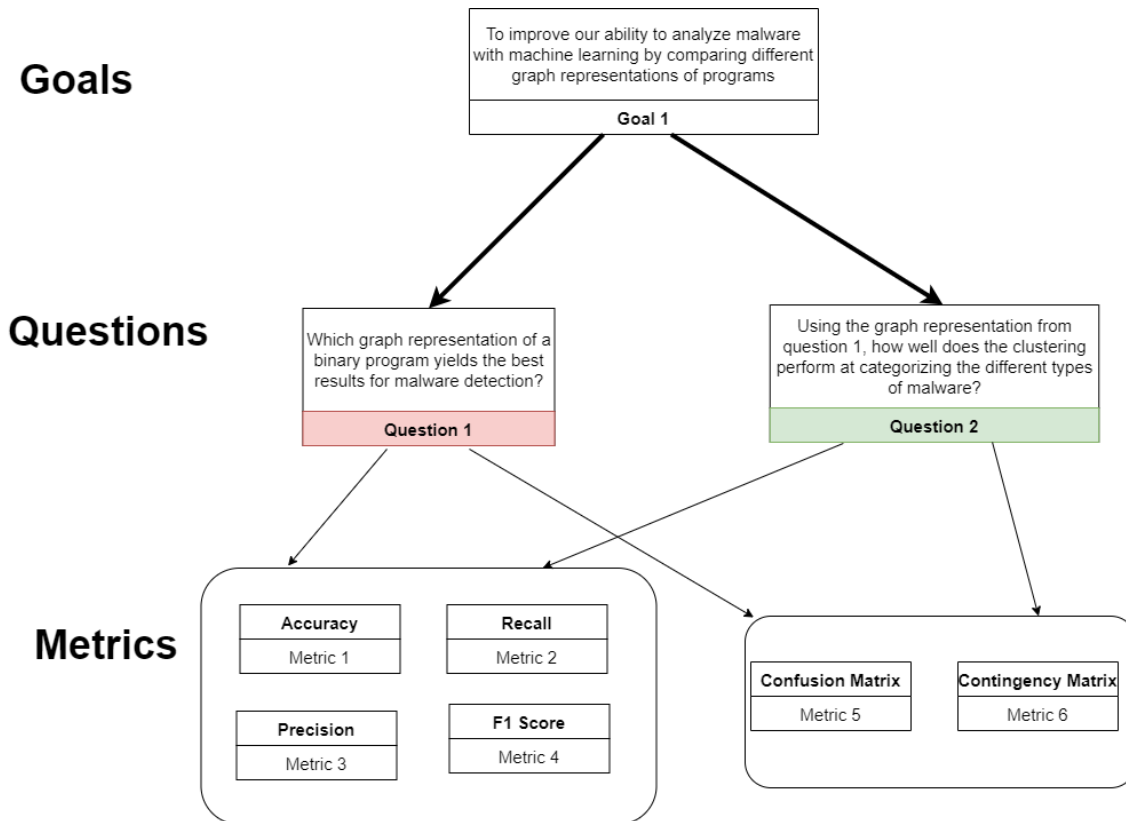 Goals
To improve our ability to analyze malware
with machine learning by comparing different
graph representations of programs
Goal 1
Questions
Which graph representation of a
binary program yields the best
results for malware detection?
Question 1
Using the graph representation from
question 1, how well does the clustering
perform at categorizing the different types
of malware?
Question 2
Metrics
Accuracy
Metric 1
Recall
Metric 2
Precision
Metric 3
F1 Score
Metric 4
Confusion Matrix
Metric 5
Contingency Matrix
Metric 6